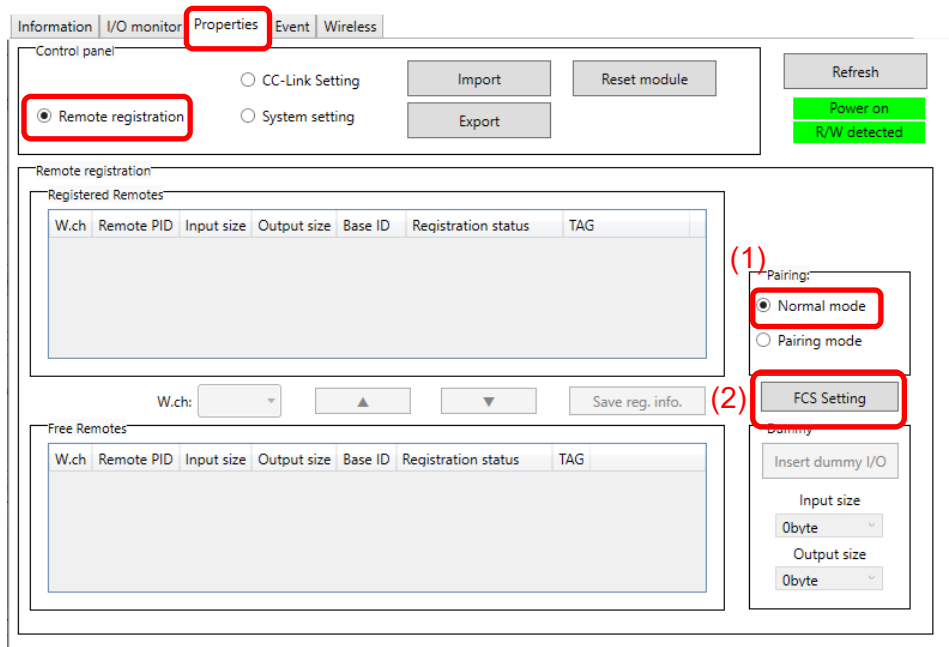 Information I/O monitor Properties Event Wireless
Control panel
CC-Link Setting Import Reset module Refresh
Remote registration System setting Export Power on
R/W detected
Remote registration
Registered Remotes
W.ch Remote PID Input size Output size Base ID Registration status TAG
(1)
Pairing:
Normal mode
Pairing mode
W.ch: ▲ ▼ Save reg. info. (2) FCS Setting
Free Remotes Dummy
W.ch Remote PID Input size Output size Base ID Registration status TAG Insert dummy I/O
Input size
0byte
Output size
0byte